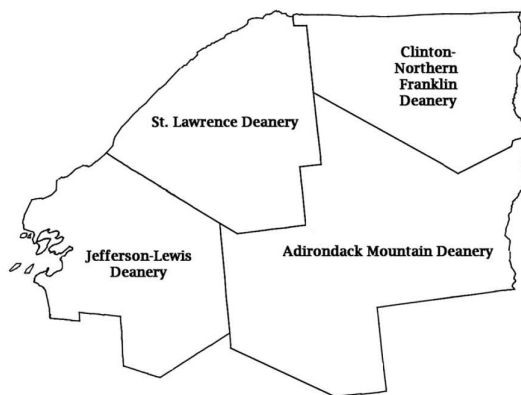 Clinton-
Northern
Franklin
Deanery
St. Lawrence Deanery
Jefferson-Lewis
Deanery
Adirondack Mountain Deanery